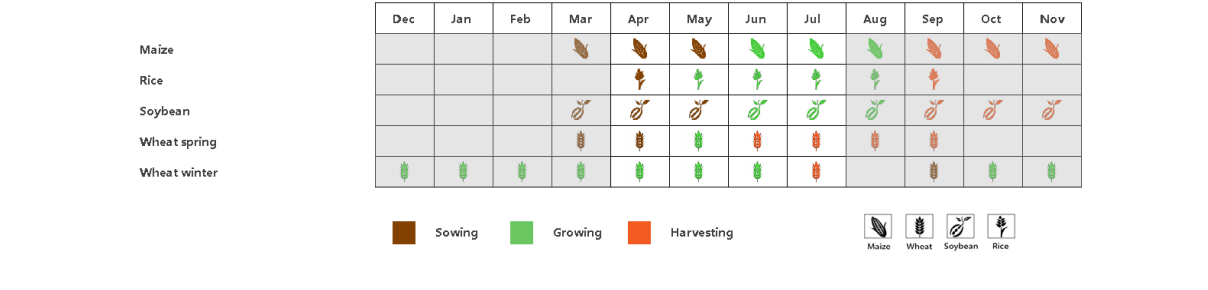 Dec Jan Feb Mar Apr May Jun Jul Aug Sep Oct Nov
Maize
Rice
Soybean
Wheat spring
Wheat winter
Sowing Growing Harvesting
Maize Wheat Soybean Rice